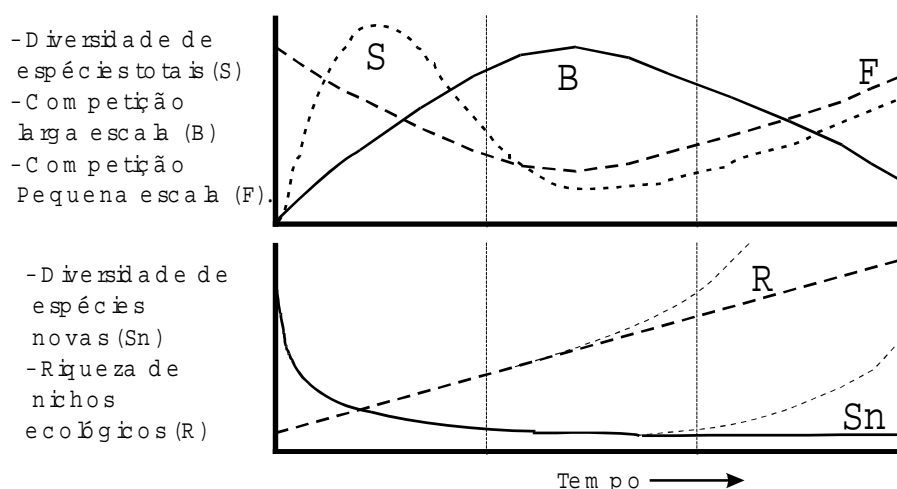 -Diversidade de
espécies totais (S)
-Competição
larga escala (B)
-Competição
Pequena escala (F).
S
B
F
-Diversidade de
espécies
novas (Sn)
-Riqueza de
nichos
ecológicos (R)
R
Sn
Tempo